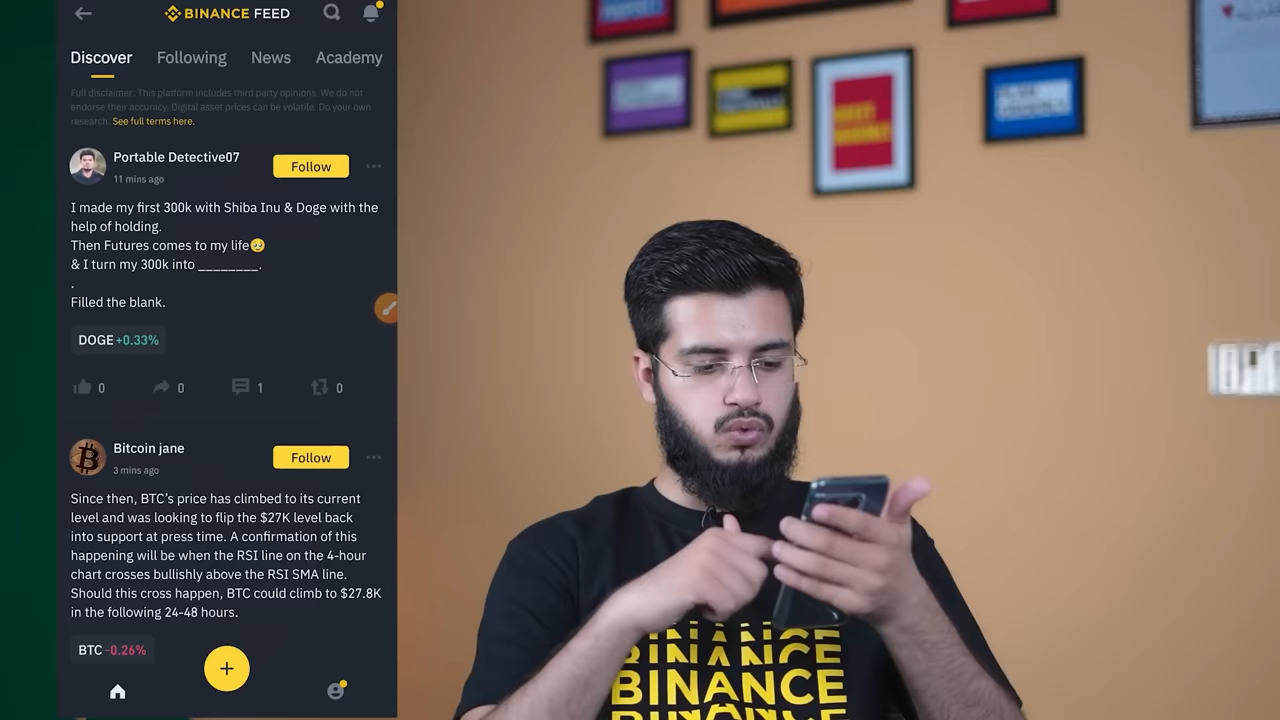 BINANCE FEED
Discover Following News Academy
Full disclaimer: This platform includes third party opinions. We do not
endorse their accuracy. Digital asset prices can be volatile. Do your own
research. See full terms here.
Portable Detective07
11 mins ago
Follow
I made my first 300k with Shiba Inu & Doge with the
help of holding.
Then Futures comes to my life🥹
& I turn my 300k into ________.
.
Filled the blank.
DOGE +0.33%
0 0 1 0
Bitcoin jane
3 mins ago
Follow
Since then, BTC’s price has climbed to its current
level and was looking to flip the $27K level back
into support at press time. A confirmation of this
happening will be when the RSI line on the 4-hour
chart crosses bullishly above the RSI SMA line.
Should this cross happen, BTC could climb to $27.8K
in the following 24-48 hours.
BTC -0.26%
BINANCE
BINANCE
BINANCE